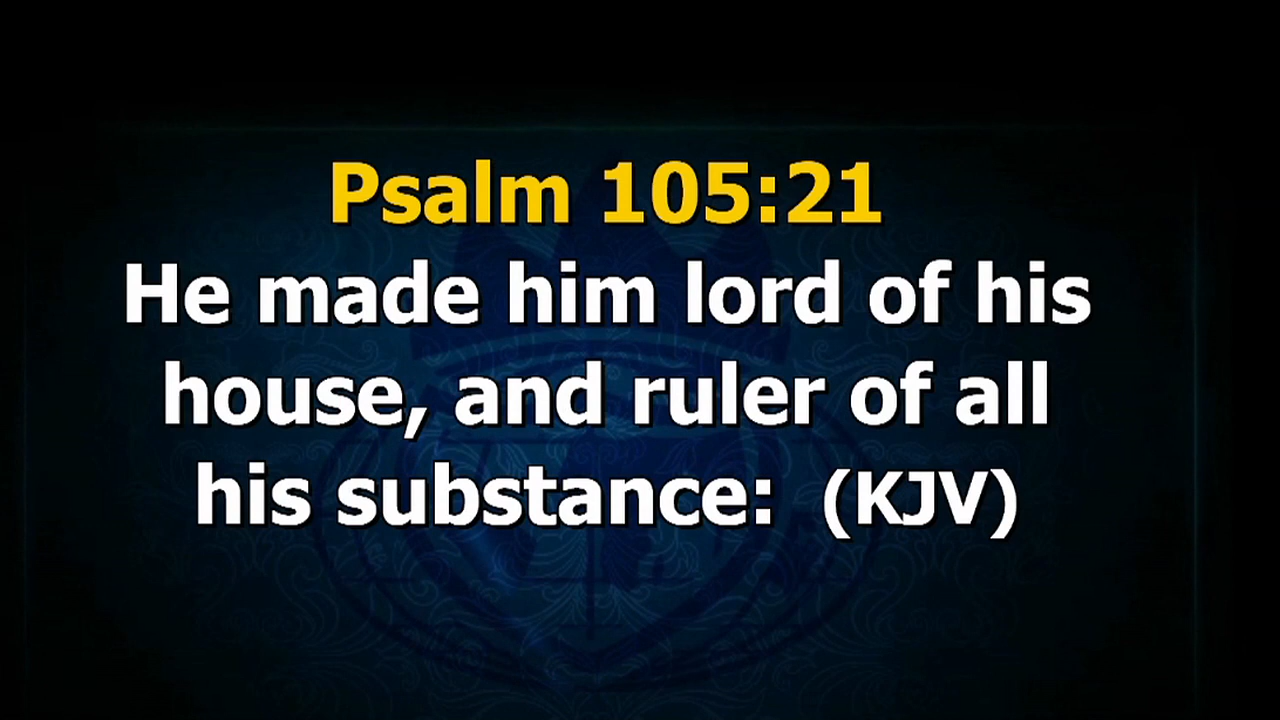 Psalm 105:21
He made him lord of his
house, and ruler of all
his substance: (KJV)